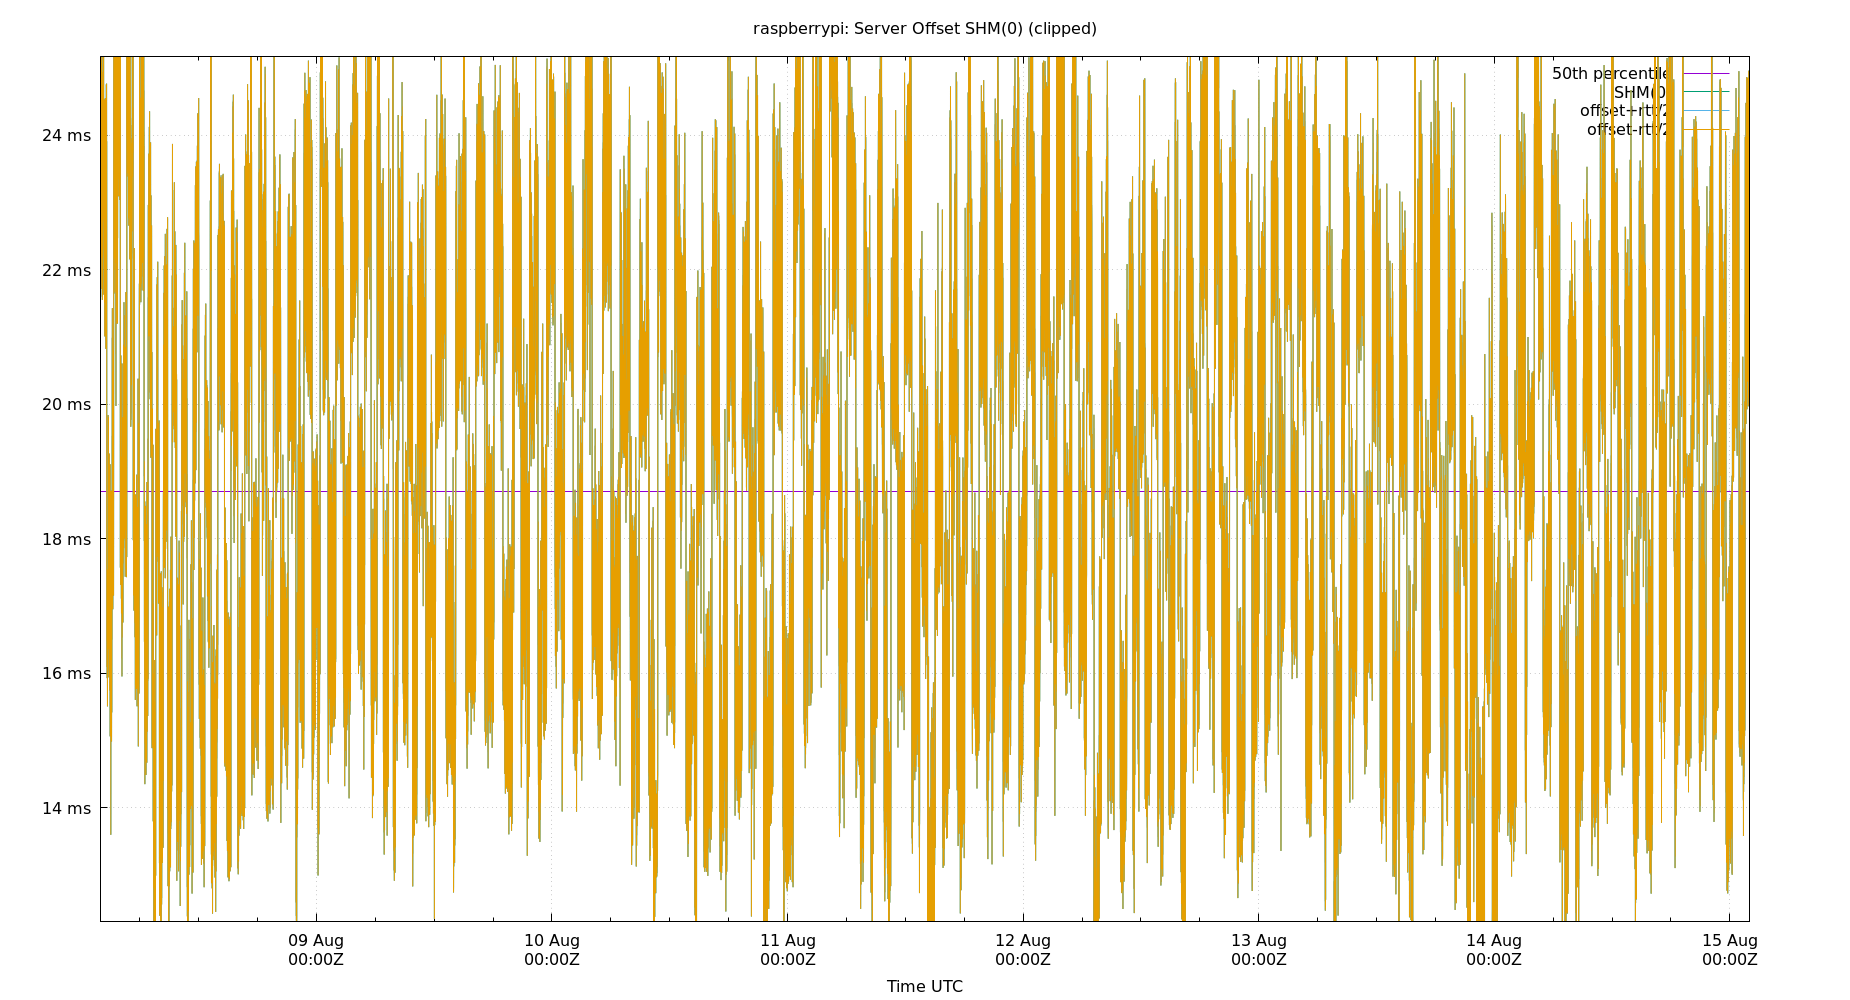 raspberrypi: Server Offset SHM(0) (clipped)
50th percentile
SHM(0)
offset+rtt/2
offset-rtt/2
24 ms
22 ms
20 ms
18 ms
16 ms
14 ms
09 Aug 10 Aug 11 Aug 12 Aug 13 Aug 14 Aug 15 Aug
00:00Z 00:00Z 00:00Z 00:00Z 00:00Z 00:00Z 00:00Z
Time UTC